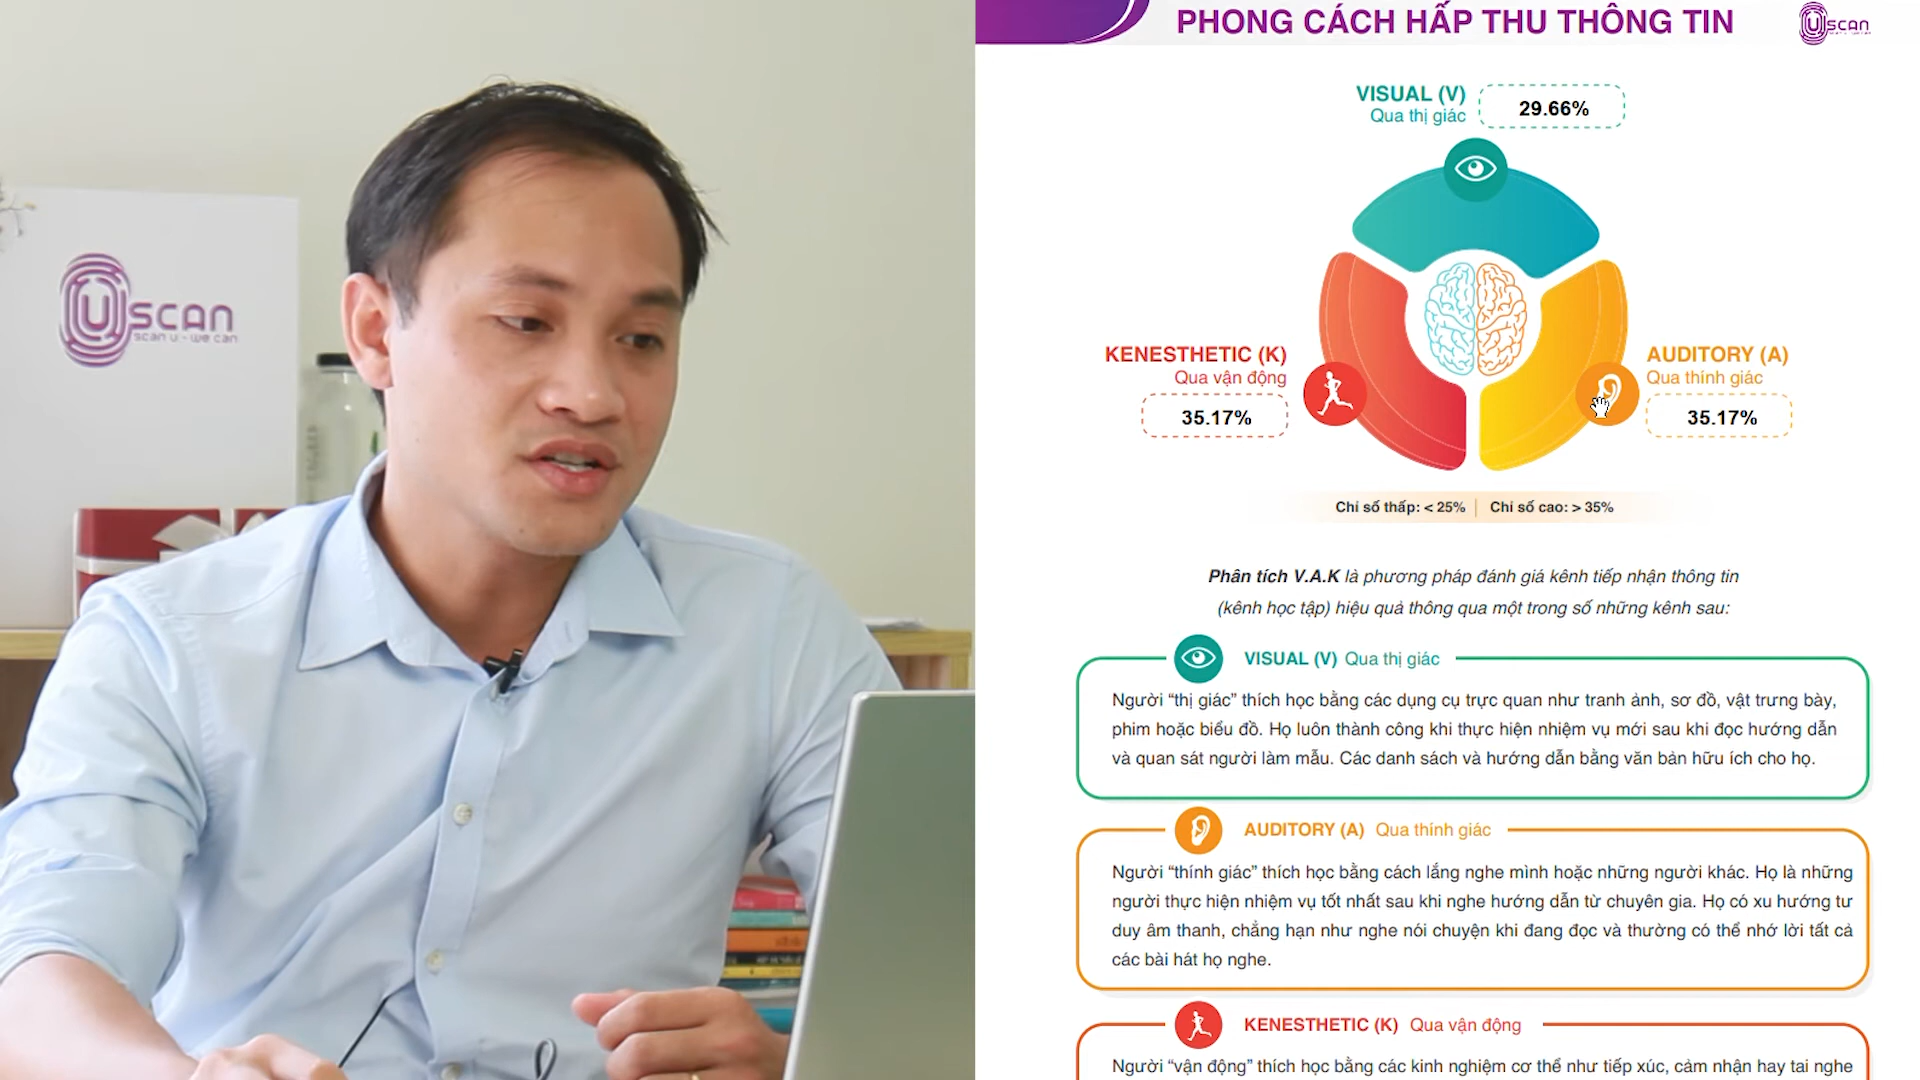 USCAN
SCAN U - WE CAN
PHONG CÁCH HẤP THU THÔNG TIN
USCAN
VISUAL (V)
Qua thị giác
29.66%
KENESTHETIC (K)
Qua vận động
35.17%
AUDITORY (A)
Qua thính giác
35.17%
Chỉ số thấp: < 25% | Chỉ số cao: > 35%
Phân tích V.A.K là phương pháp đánh giá kênh tiếp nhận thông tin
(kênh học tập) hiệu quả thông qua một trong số những kênh sau:
VISUAL (V) Qua thị giác
Người “thị giác” thích học bằng các dụng cụ trực quan như tranh ảnh, sơ đồ, vật trưng bày,
phim hoặc biểu đồ. Họ luôn thành công khi thực hiện nhiệm vụ mới sau khi đọc hướng dẫn
và quan sát người làm mẫu. Các danh sách và hướng dẫn bằng văn bản hữu ích cho họ.
AUDITORY (A) Qua thính giác
Người “thính giác” thích học bằng cách lắng nghe mình hoặc những người khác. Họ là những
người thực hiện nhiệm vụ tốt nhất sau khi nghe hướng dẫn từ chuyên gia. Họ có xu hướng tư
duy âm thanh, chẳng hạn như nghe nói chuyện khi đang đọc và thường có thể nhớ lời tất cả
các bài hát họ nghe.
KENESTHETIC (K) Qua vận động
Người “vận động” thích học bằng các kinh nghiệm cơ thể như tiếp xúc, cảm nhận hay tai nghe